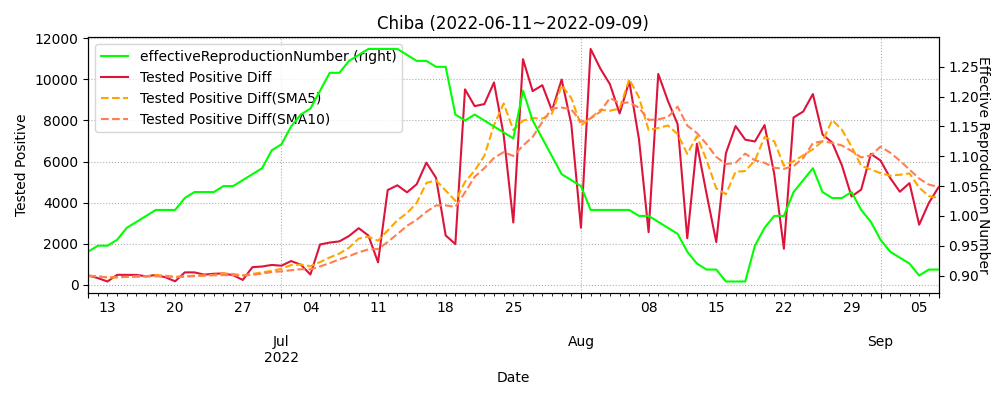 Chiba (2022-06-11~2022-09-09)
effectiveReproductionNumber (right)
Tested Positive Diff
Tested Positive Diff(SMA5)
Tested Positive Diff(SMA10)
Tested Positive
12000
10000
8000
6000
4000
2000
0
Effective Reproduction Number
1.25
1.20
1.15
1.10
1.05
1.00
0.95
0.90
13 20 27 04 11 18 25 08 15 22 29 05
Jul Aug Sep
2022
Date